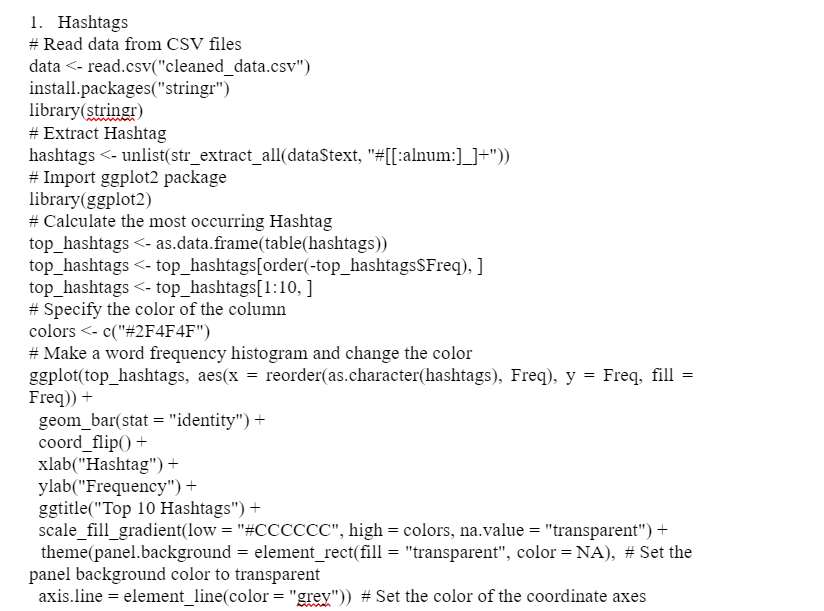 1. Hashtags
# Read data from CSV files
data <- read.csv("cleaned_data.csv")
install.packages("stringr")
library(stringr)
# Extract Hashtag
hashtags <- unlist(str_extract_all(data$text, "#[[:alnum:]_]+"))
# Import ggplot2 package
library(ggplot2)
# Calculate the most occurring Hashtag
top_hashtags <- as.data.frame(table(hashtags))
top_hashtags <- top_hashtags[order(-top_hashtags$Freq), ]
top_hashtags <- top_hashtags[1:10, ]
# Specify the color of the column
colors <- c("#2F4F4F")
# Make a word frequency histogram and change the color
ggplot(top_hashtags, aes(x = reorder(as.character(hashtags), Freq), y = Freq, fill =
Freq)) +
geom_bar(stat = "identity") +
coord_flip() +
xlab("Hashtag") +
ylab("Frequency") +
ggtitle("Top 10 Hashtags") +
scale_fill_gradient(low = "#CCCCCC", high = colors, na.value = "transparent") +
theme(panel.background = element_rect(fill = "transparent", color = NA), # Set the
panel background color to transparent
axis.line = element_line(color = "grey")) # Set the color of the coordinate axes